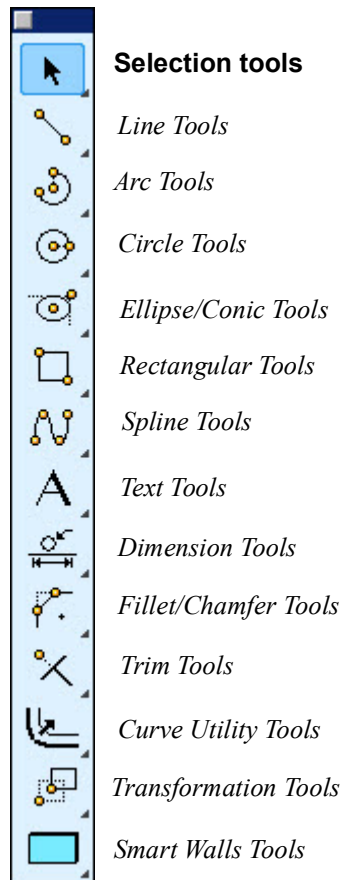 Selection tools
Line Tools
Arc Tools
Circle Tools
Ellipse/Conic Tools
Rectangular Tools
Spline Tools
A Text Tools
Dimension Tools
Fillet/Chamfer Tools
Trim Tools
Curve Utility Tools
Transformation Tools
Smart Walls Tools